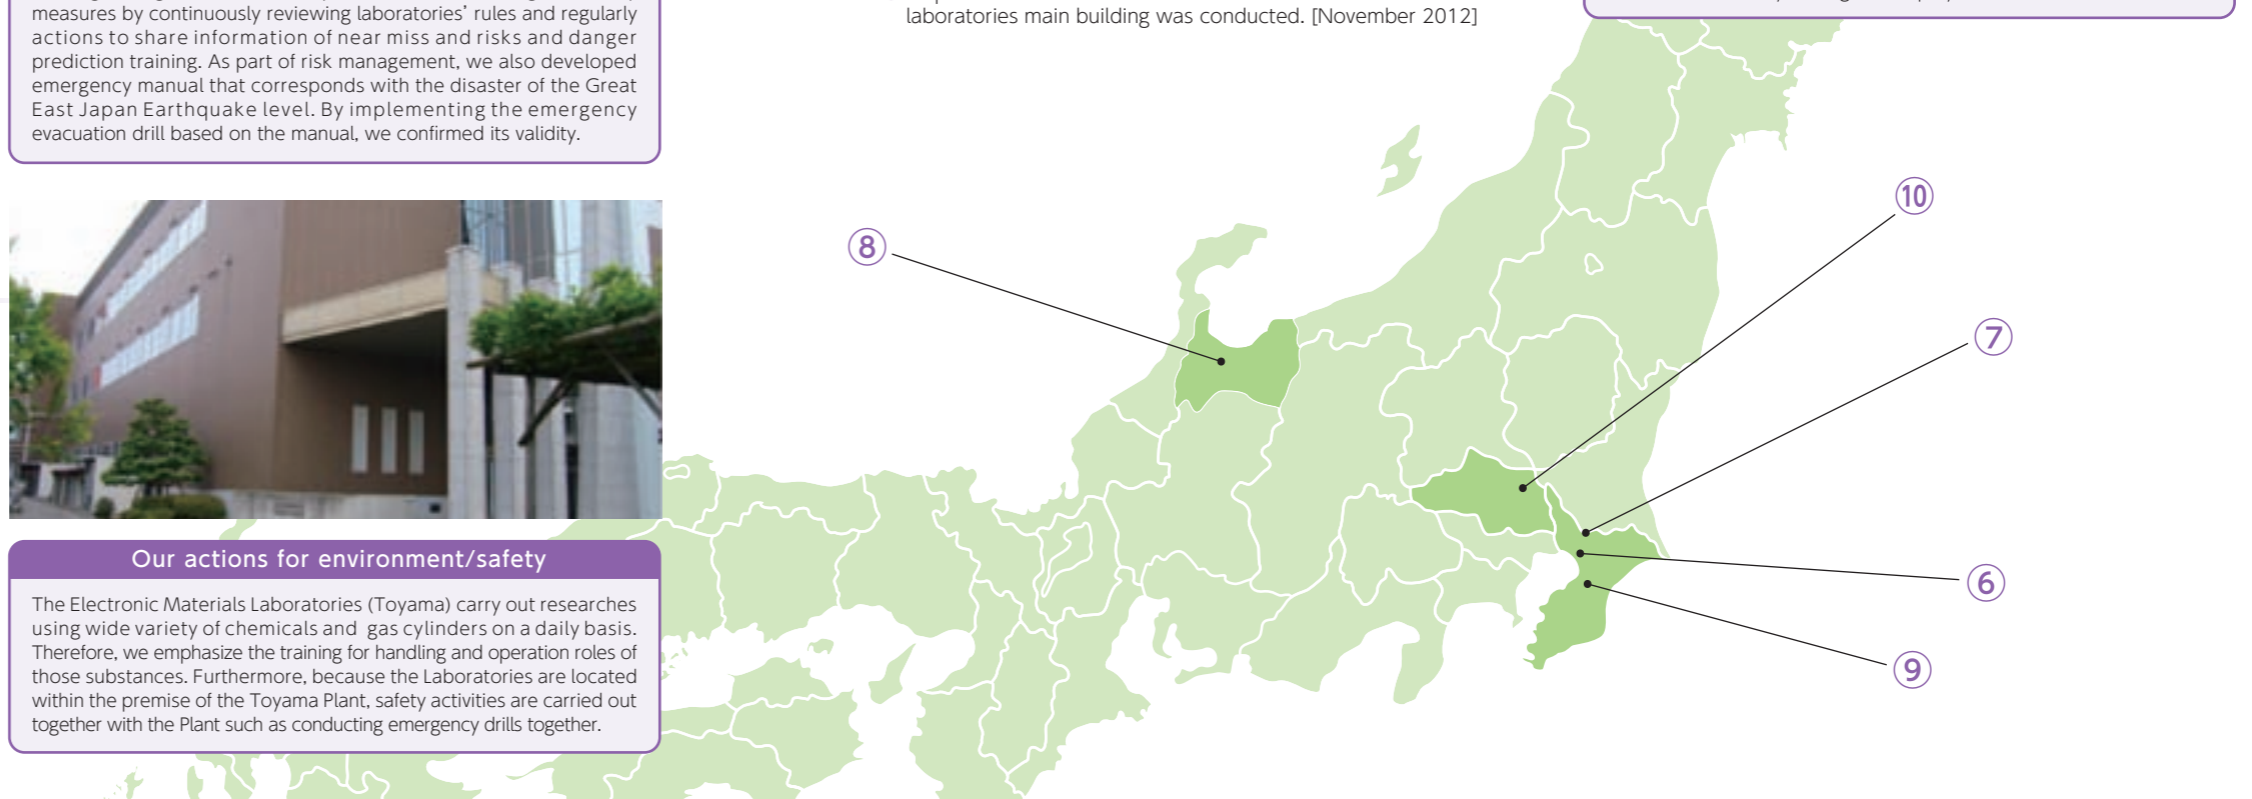 measures by continuously reviewing laboratories' rules and regularly
actions to share information of near miss and risks and danger
prediction training. As part of risk management, we also developed
emergency manual that corresponds with the disaster of the Great
East Japan Earthquake level. By implementing the emergency
evacuation drill based on the manual, we confirmed its validity.
laboratories main building was conducted. [November 2012]
⑩
⑧
⑦
⑥
⑨
Our actions for environment/safety
The Electronic Materials Laboratories (Toyama) carry out researches
using wide variety of chemicals and gas cylinders on a daily basis.
Therefore, we emphasize the training for handling and operation roles of
those substances. Furthermore, because the Laboratories are located
within the premise of the Toyama Plant, safety activities are carried out
together with the Plant such as conducting emergency drills together.